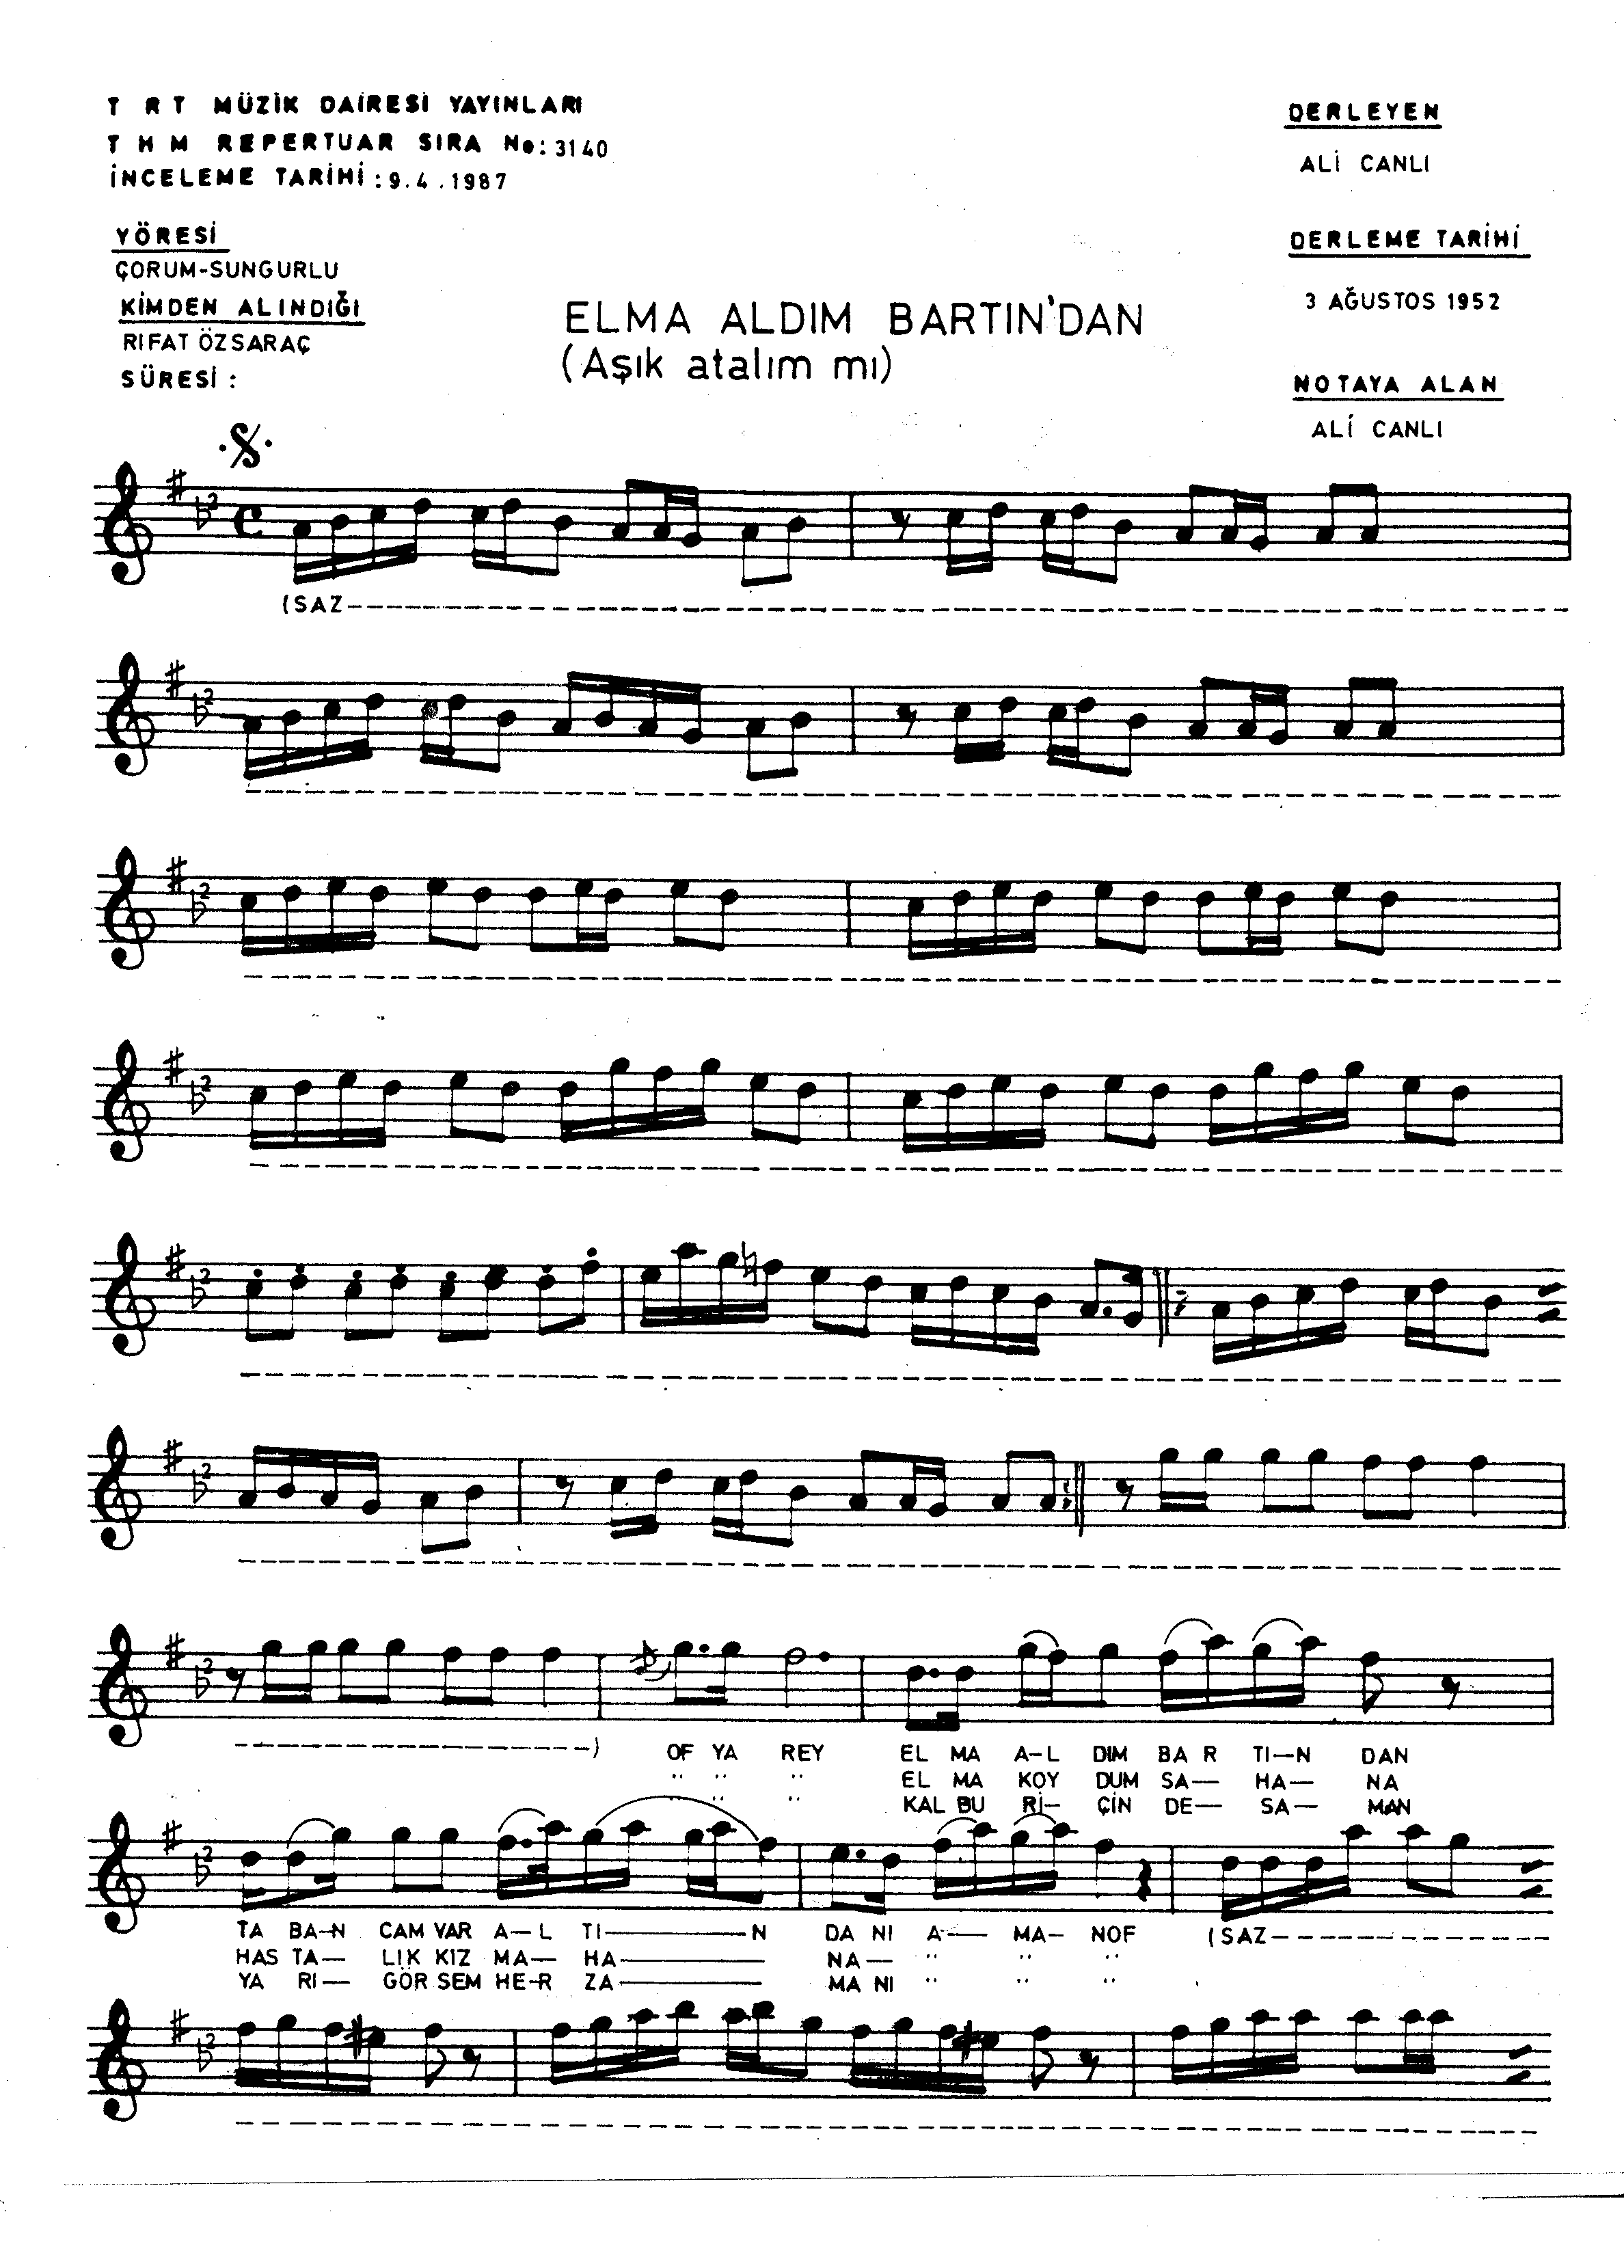 T R T MÜZİK DAİRESİ YAYINLARI
T H M REPERTUAR SIRA No: 3140
İNCELEME TARİHİ : 9.4.1987
YÖRESİ
ÇORUM-SUNGURLU
KİMDEN ALINDIĞI
RIFAT ÖZSARAÇ
SÜRESİ :
ELMA ALDIM BARTIN'DAN
(Aşık atalım mı)
DERLEYEN
ALİ CANLI
DERLEME TARİHİ
3 AĞUSTOS 1952
NOTAYA ALAN
ALİ CANLI
(SAZ------------------------
----------------------------)
OF YA REY EL MA A-L DIM BA R TI-N DAN
" " " EL MA KOY DUM SA- HA- NA
" " " KAL BU Rİ- ÇİN DE- SA- MAN
TA BA-N CAM VAR A-L TI-----N DA NI A- MA- NOF (SAZ------------
HAS TA- LIK KIZ MA- HA------ NA- " " "
YA RI- GÖR SEM HE-R ZA------ MA NI " " "